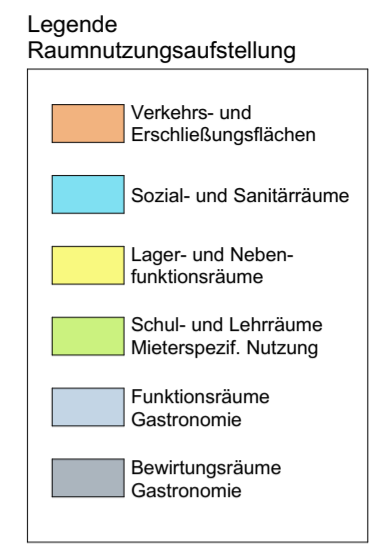 Legende
Raumnutzungsaufstellung
Verkehrs- und
Erschließungsflächen
Sozial- und Sanitärräume
Lager- und Neben-
funktionsräume
Schul- und Lehrräume
Mieterspezif. Nutzung
Funktionsräume
Gastronomie
Bewirtungsräume
Gastronomie